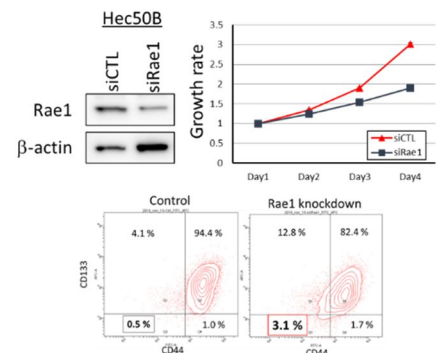 Hec50B
siCTL
siRae1
Rae1
β-actin
Growth rate
3.5
3
2.5
2
1.5
1
0.5
0
siCTL
siRae1
Day1 Day2 Day3 Day4
Control
Rae1 knockdown
4.1 % 94.4 %
12.8 % 82.4 %
CD133
0.5 % 1.0 %
3.1 % 1.7 %
CD44
CD44